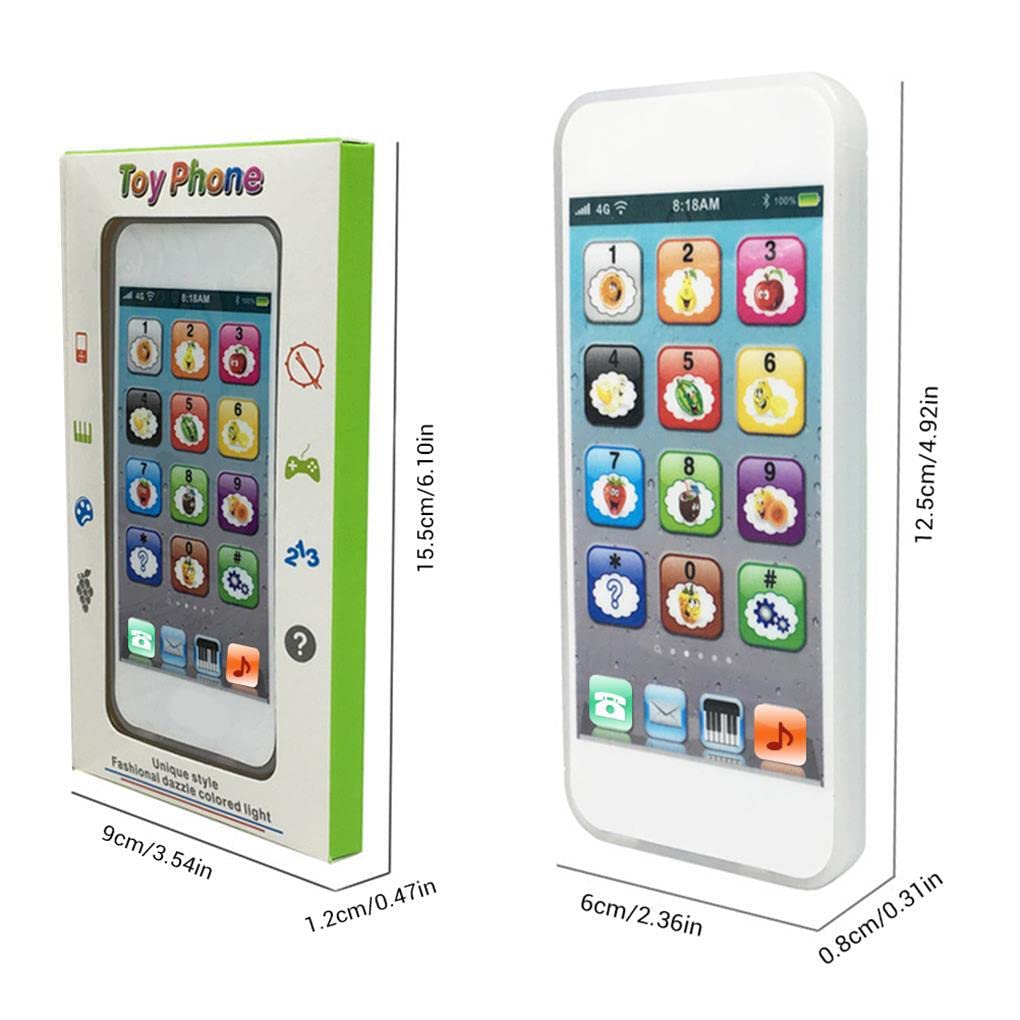 Toy Phone
4G 8:18AM 100%
1 2 3
4 5 6
7 8 9
* 0 #
?
213
?
Unique style
Fashional dazzle colored light
15.5cm/6.10in
9cm/3.54in
1.2cm/0.47in
4G 8:18AM 100%
1 2 3
4 5 6
7 8 9
* 0 #
?
12.5cm/4.92in
6cm/2.36in
0.8cm/0.31in